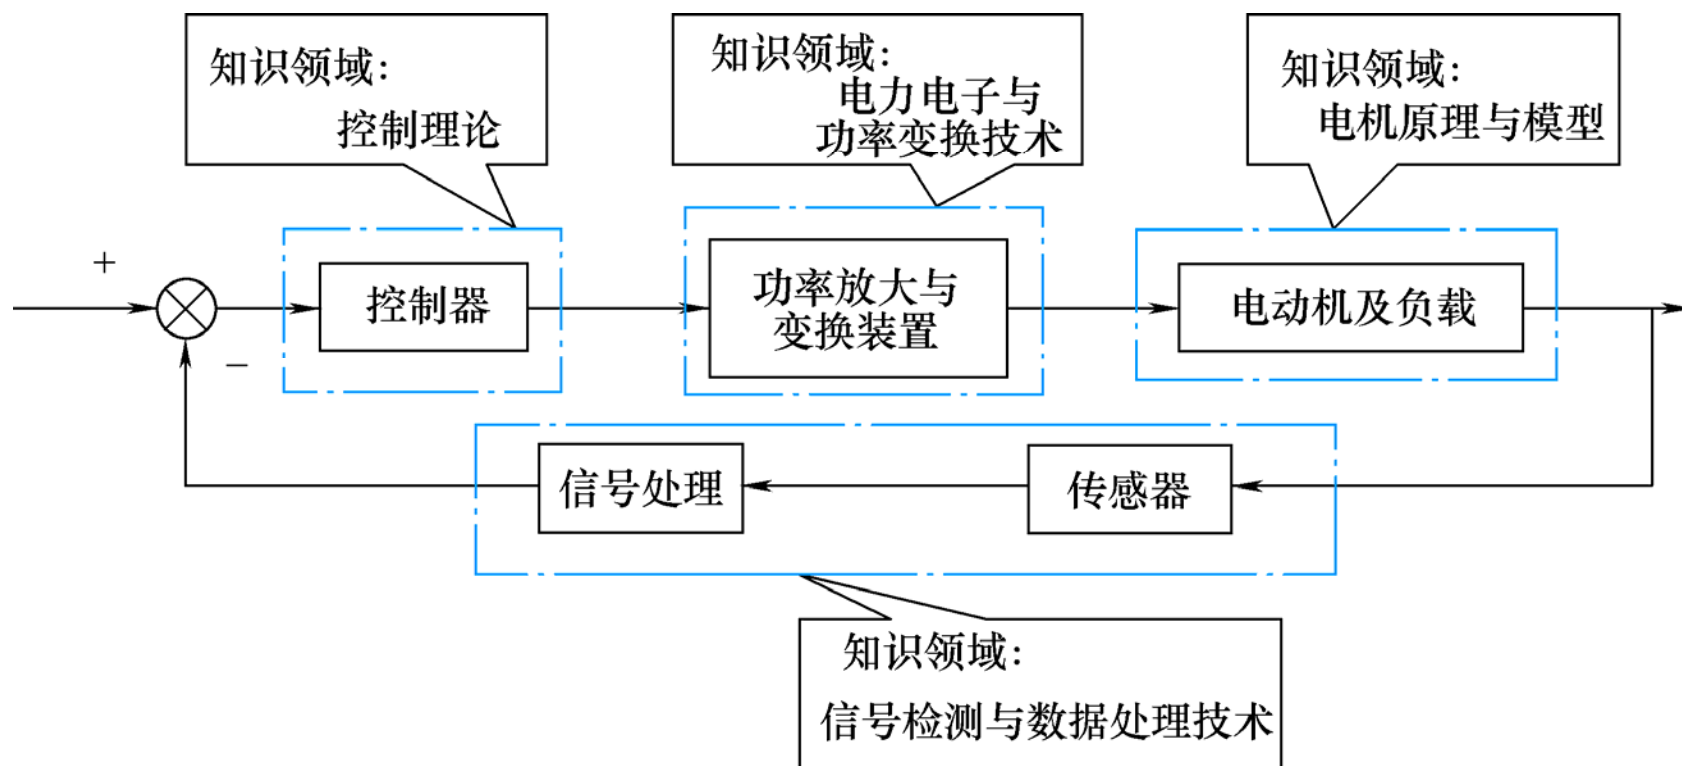 知识领域：
控制理论
知识领域：
电力电子与
功率变换技术
知识领域：
电机原理与模型
+
−
控制器
功率放大与
变换装置
电动机及负载
信号处理
传感器
知识领域：
信号检测与数据处理技术